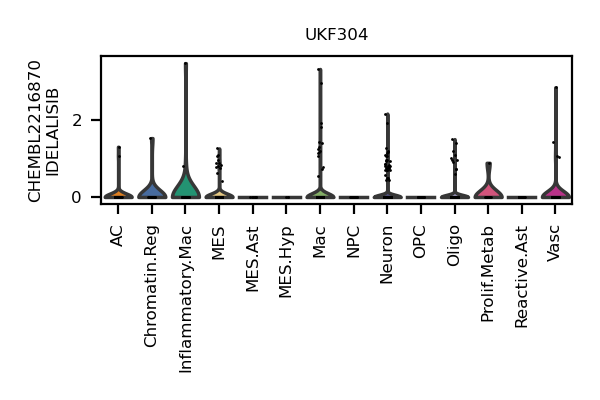 UKF304
CHEMBL2216870
IDELALISIB
2
0
AC
Chromatin.Reg
Inflammatory.Mac
MES
MES.Ast
MES.Hyp
Mac
NPC
Neuron
OPC
Oligo
Prolif.Metab
Reactive.Ast
Vasc